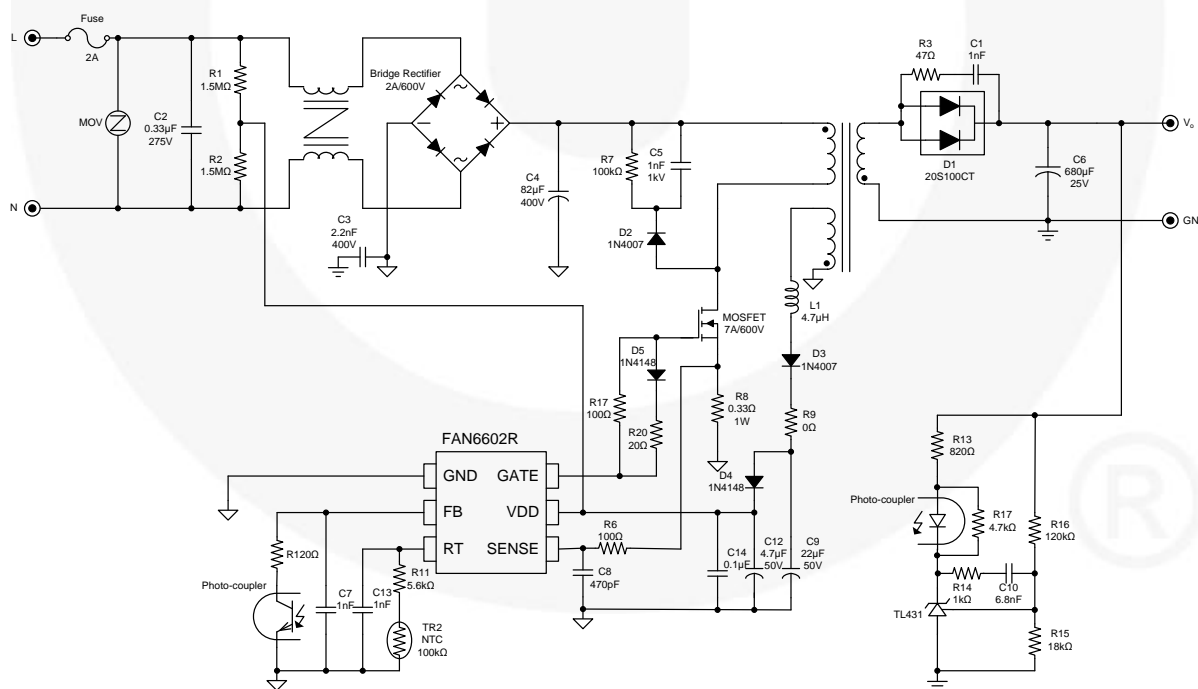 Fuse
L
2A
R1
1.5MΩ
MOV
C2
0.33µF
275V
R2
1.5MΩ
N
Bridge Rectifier
2A/600V
~
−
+
~
C3
2.2nF
400V
C4
82µF
400V
R7
100kΩ
C5
1nF
1kV
D2
1N4007
R3
47Ω
C1
1nF
D1
20S100CT
C6
680µF
25V
Vo
GN
L1
4.7µH
MOSFET
7A/600V
D3
1N4007
R9
0Ω
D5
1N4148
R17
100Ω
R20
20Ω
R8
0.33Ω
1W
D4
1N4148
FAN6602R
GND
GATE
FB
VDD
RT
SENSE
R6
100Ω
C8
470pF
C14
0.1µF
C12
4.7µF
50V
C9
22µF
50V
R120Ω
Photo-coupler
C7
1nF
C13
1nF
R11
5.6kΩ
TR2
NTC
100kΩ
R13
820Ω
Photo-coupler
R17
4.7kΩ
R16
120kΩ
R14
1kΩ
C10
6.8nF
TL431
R15
18kΩ
®